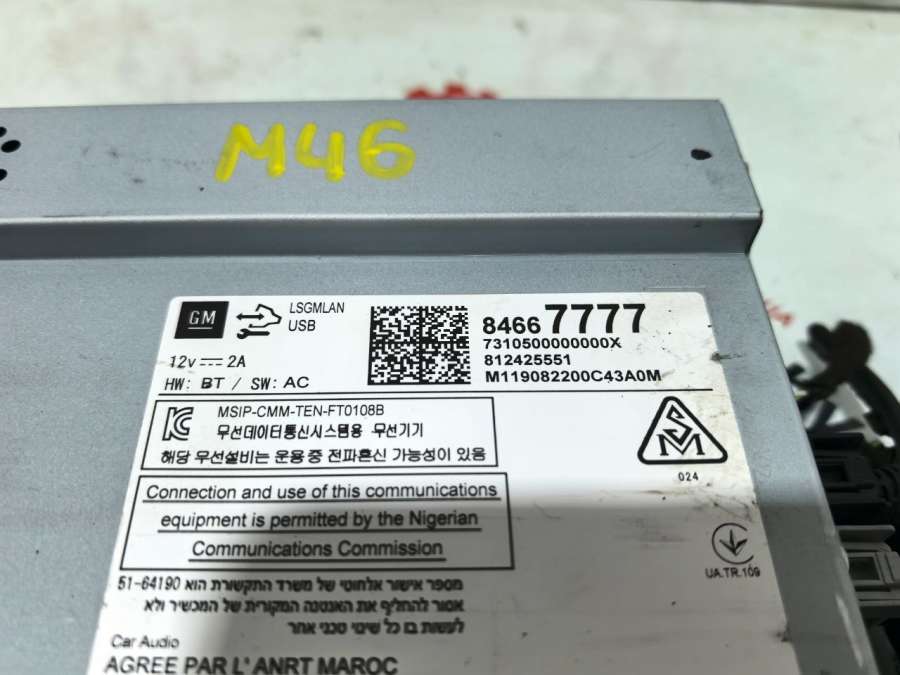 M46
GM
LSGMLAN
USB
84667777
7310500000000X
812425551
M119082200C43A0M
12v 2A
HW: BT / SW: AC
MSIP-CMM-TEN-FT0108B
무선데이터통신시스템용 무선기기
해당 무선설비는 운용 중 전파혼신 가능성이 있음
SM
024
Connection and use of this communications
equipment is permitted by the Nigerian
Communications Commission
UA.TR.109
מספר אישור אלחוטי של משרד התקשורת הוא 51-64190
אסור להחליף את האנטנה המקורית של המכשיר ולא
לעשות בו כל שינוי טכני אחר
Car Audio
AGREE PAR L'ANRT MAROC